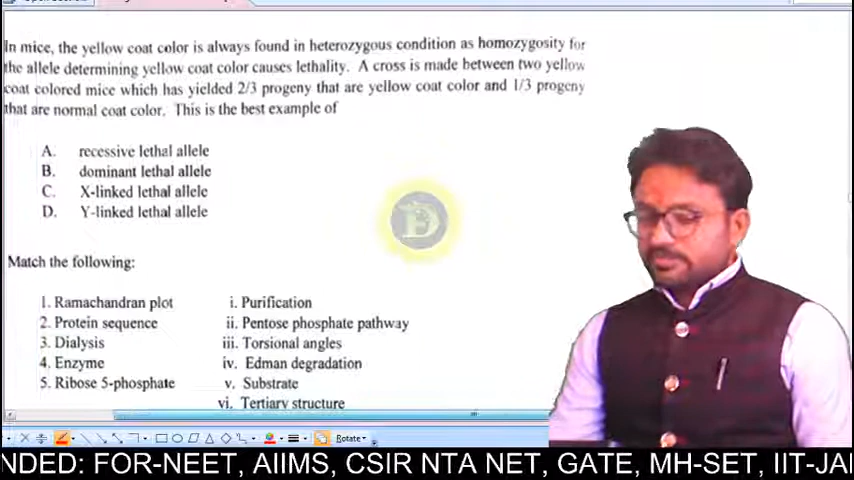 In mice, the yellow coat color is always found in heterozygous condition as homozygosity for
the allele determining yellow coat color causes lethality. A cross is made between two yellow
coat colored mice which has yielded 2/3 progeny that are yellow coat color and 1/3 progeny
that are normal coat color. This is the best example of
A. recessive lethal allele
B. dominant lethal allele
C. X-linked lethal allele
D. Y-linked lethal allele
Match the following:
1. Ramachandran plot i. Purification
2. Protein sequence ii. Pentose phosphate pathway
3. Dialysis iii. Torsional angles
4. Enzyme iv. Edman degradation
5. Ribose 5-phosphate v. Substrate
vi. Tertiary structure
Rotate
NDED: FOR-NEET, AIIMS, CSIR NTA NET, GATE, MH-SET, IIT-JA